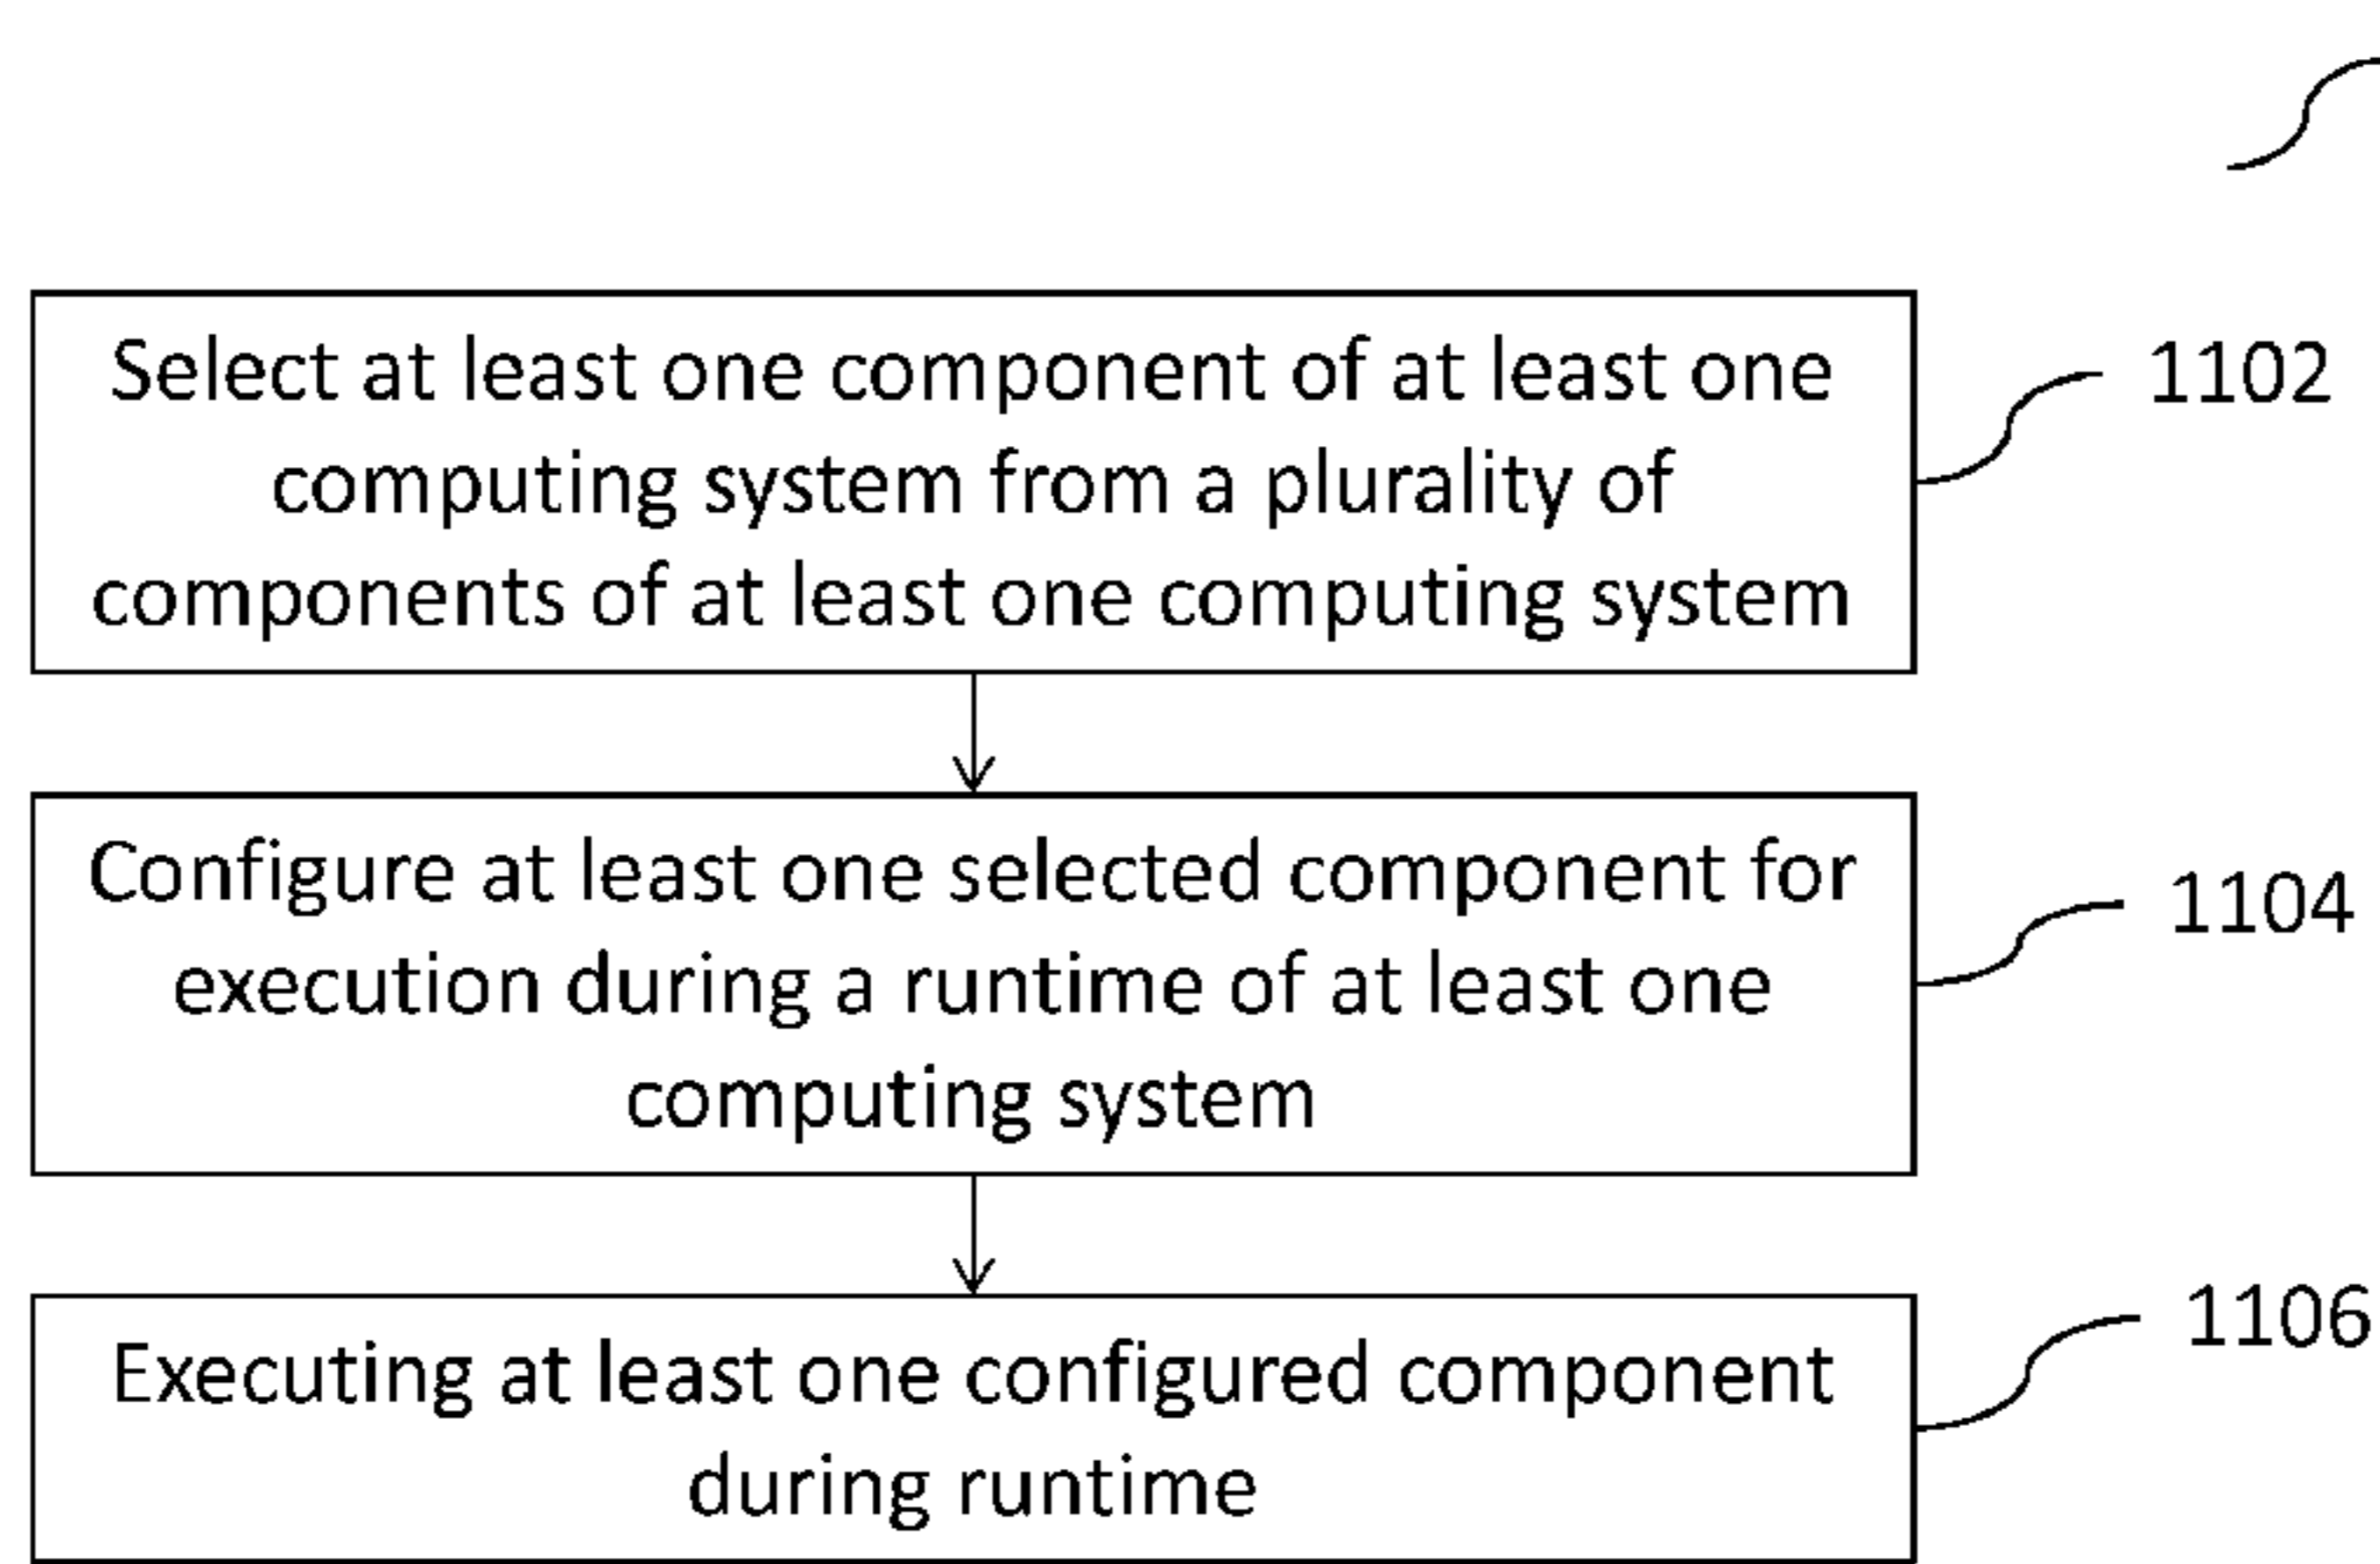 Select at least one component of at least one
computing system from a plurality of
components of at least one computing system
1102
Configure at least one selected component for
execution during a runtime of at least one
computing system
1104
Executing at least one configured component
during runtime
1106